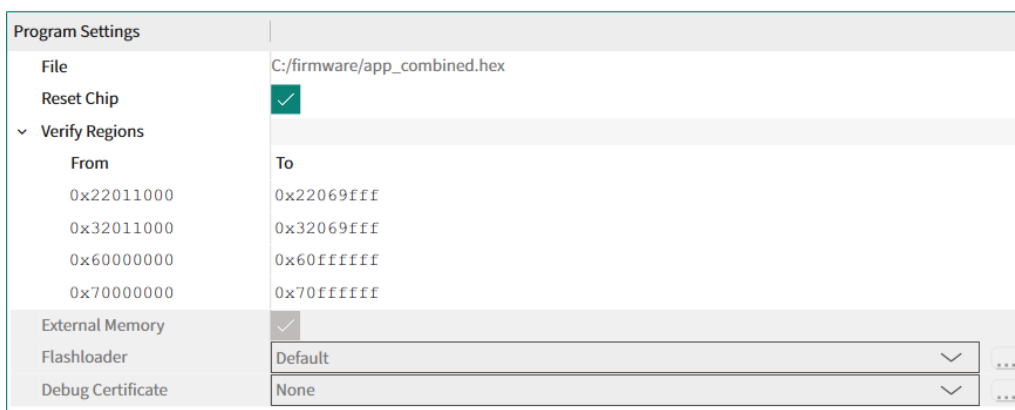 Program Settings
File C:/firmware/app_combined.hex
Reset Chip
Verify Regions
From To
0x22011000 0x22069fff
0x32011000 0x32069fff
0x60000000 0x60ffffff
0x70000000 0x70ffffff
External Memory
Flashloader Default ...
Debug Certificate None ...